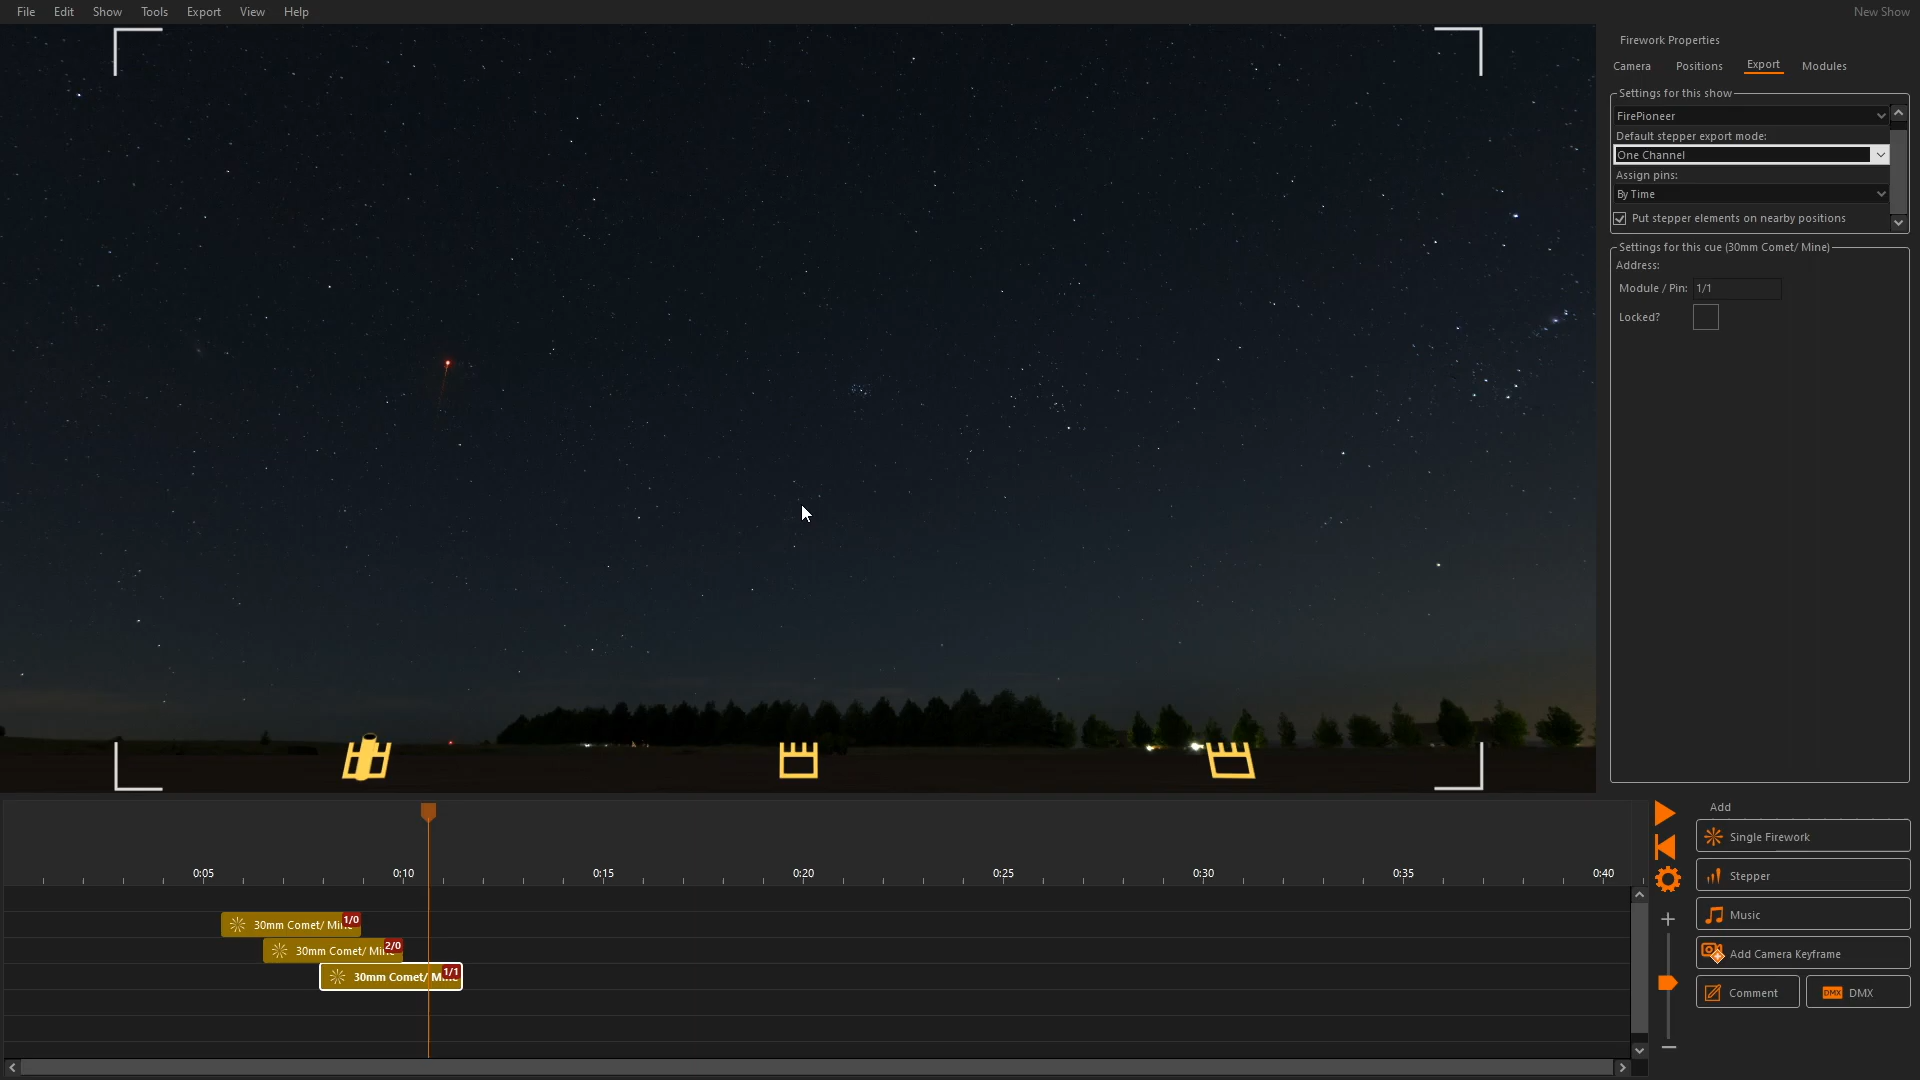 File Edit Show Tools Export View Help New Show
Firework Properties
Camera Positions Export Modules
Settings for this show
FirePioneer
Default stepper export mode:
One Channel
Assign pins:
By Time
Put stepper elements on nearby positions
Settings for this cue (30mm Comet/ Mine)
Address:
Module / Pin: 1/1
Locked?
0:05 0:10 0:15 0:20 0:25 0:30 0:35 0:40
30mm Comet/ Mine 1/0
30mm Comet/ Mi 2/0
30mm Comet/ M... 1/1
Add
Single Firework
Stepper
Music
Add Camera Keyframe
Comment
DMX DMX